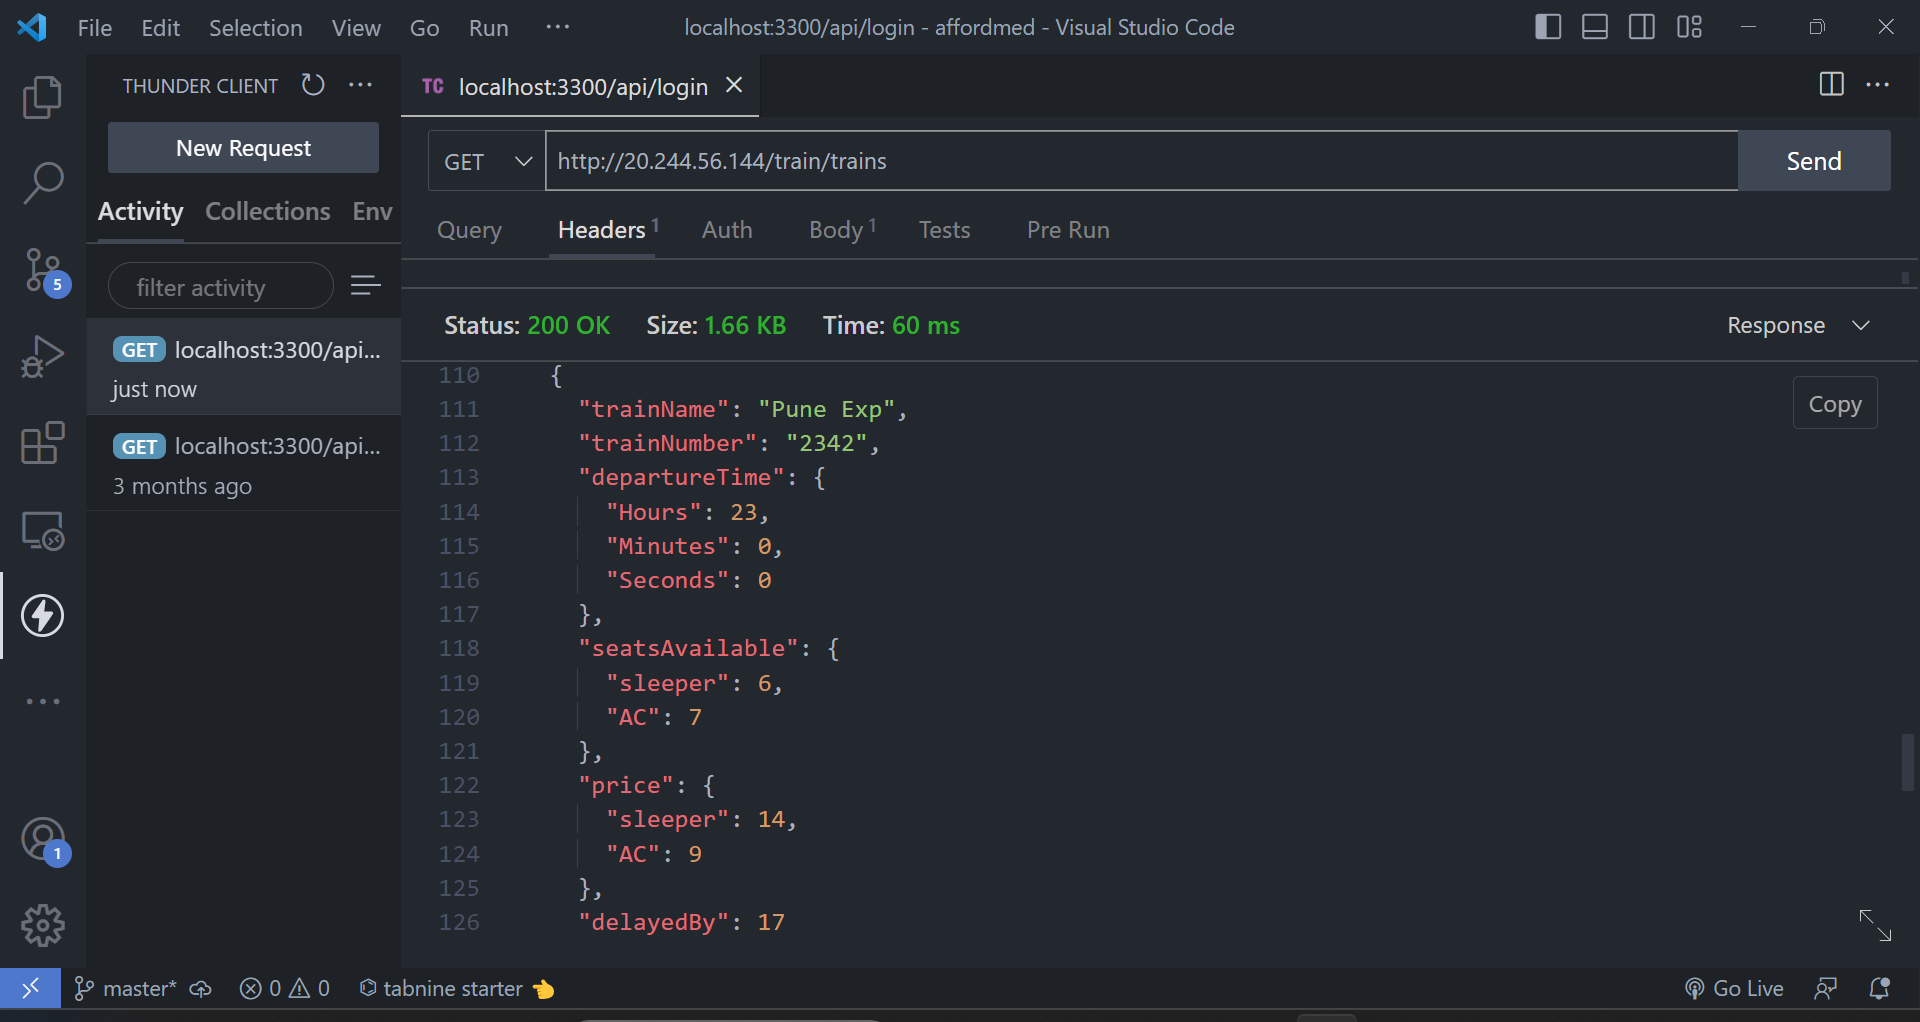 File Edit Selection View Go Run ··· localhost:3300/api/login - affordmed - Visual Studio Code
THUNDER CLIENT ···
TC localhost:3300/api/login
New Request
GET http://20.244.56.144/train/trains Send
Activity Collections Env
Query Headers 1 Auth Body 1 Tests Pre Run
filter activity
5
Status: 200 OK Size: 1.66 KB Time: 60 ms Response
GET localhost:3300/api...
just now
GET localhost:3300/api...
3 months ago
Copy
110 {
111 "trainName": "Pune Exp",
112 "trainNumber": "2342",
113 "departureTime": {
114 "Hours": 23,
115 "Minutes": 0,
116 "Seconds": 0
117 },
118 "seatsAvailable": {
119 "sleeper": 6,
120 "AC": 7
121 },
122 "price": {
123 "sleeper": 14,
124 "AC": 9
125 },
126 "delayedBy": 17
1
master* 0 0 tabnine starter 👈 Go Live